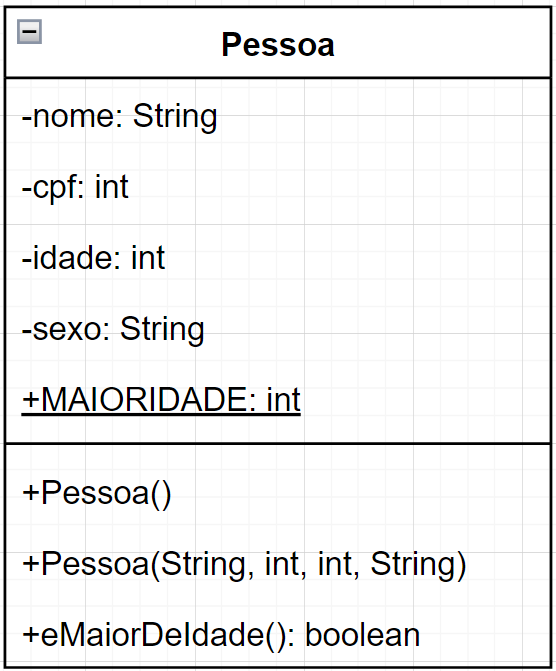 Pessoa
-nome: String
-cpf: int
-idade: int
-sexo: String
+MAIORIDADE: int
+Pessoa()
+Pessoa(String, int, int, String)
+eMaiorDeIdade(): boolean